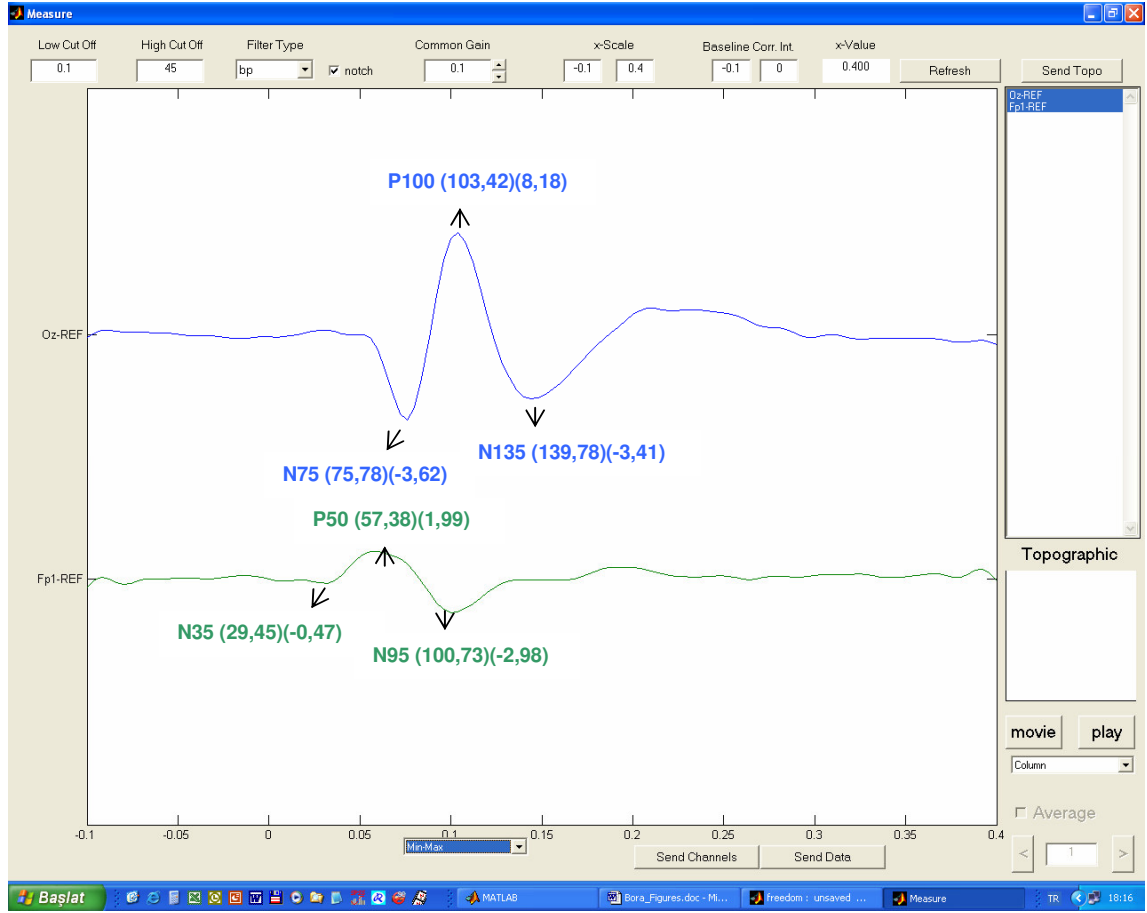 Measure
Low Cut Off High Cut Off Filter Type Common Gain x-Scale Baseline Corr. Int. x-Value
0.1 45 bp notch 0.1 -0.1 0.4 -0.1 0 0.400 Refresh Send Topo
Oz-REF
Fp1-REF
P100 (103,42)(8,18)
Oz-REF
N135 (139,78)(-3,41)
N75 (75,78)(-3,62)
P50 (57,38)(1,99)
Topographic
Fp1-REF
N35 (29,45)(-0,47)
N95 (100,73)(-2,98)
movie play
Column
Average
-0.1 -0.05 0 0.05 0.1 0.15 0.2 0.25 0.3 0.35 0.4
Min-Max
Send Channels Send Data
< 1 >
Başlat MATLAB Bora_Figures.doc - Mi... freedom : unsaved ... Measure TR 18:16